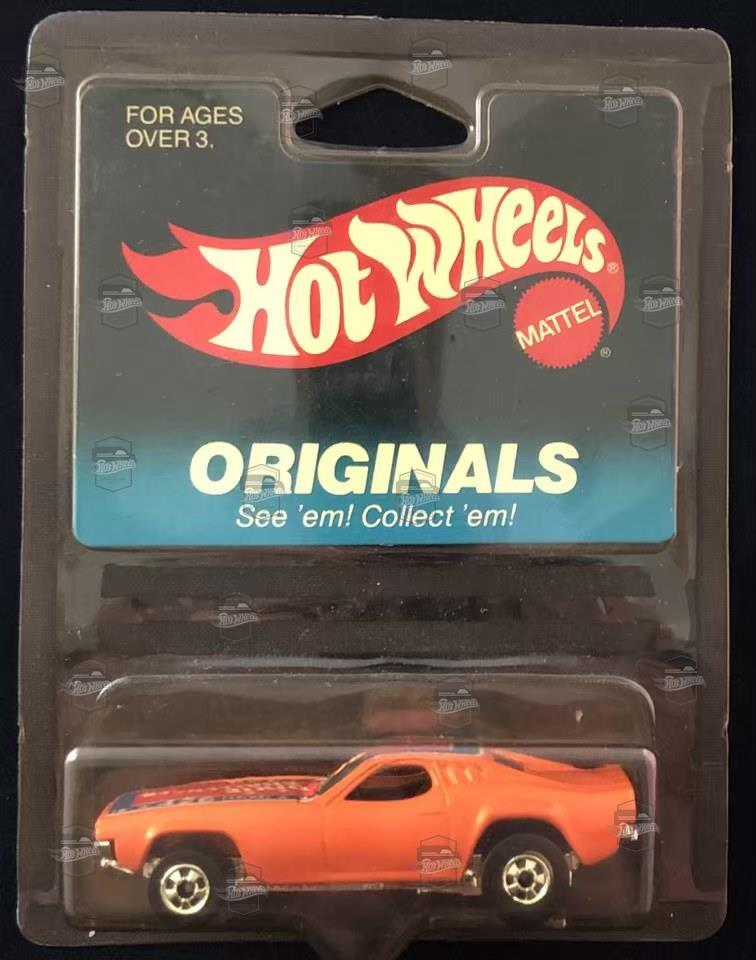 FOR AGES
OVER 3.
HOT WHEELS®
MATTEL
®
ORIGINALS
See 'em! Collect 'em!